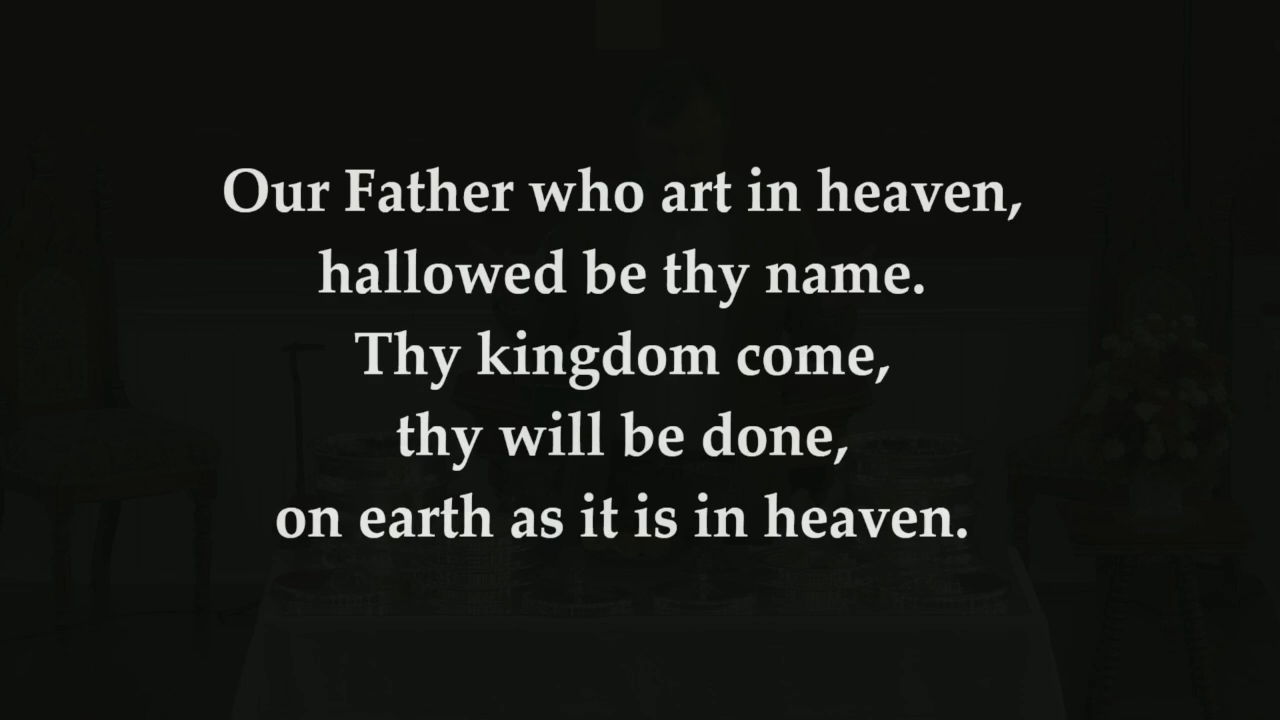 Our Father who art in heaven,
hallowed be thy name.
Thy kingdom come,
thy will be done,
on earth as it is in heaven.